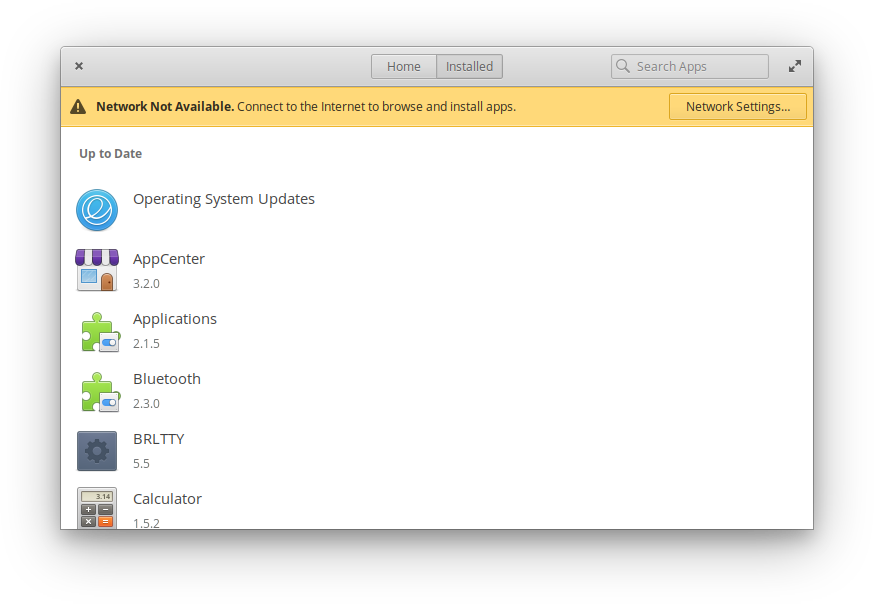 Home Installed Search Apps
Network Not Available. Connect to the Internet to browse and install apps. Network Settings...
Up to Date
Operating System Updates
AppCenter
3.2.0
Applications
2.1.5
Bluetooth
2.3.0
BRLTTY
5.5
3.14
Calculator
1.5.2